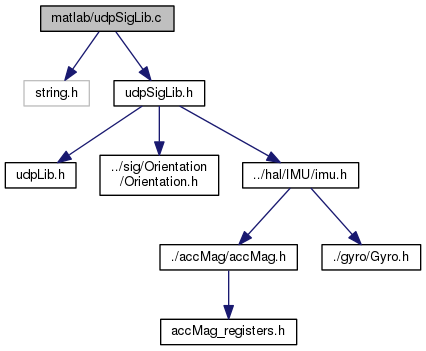 matlab/udpSigLib.c
string.h
udpSigLib.h
udpLib.h
../sig/Orientation
/Orientation.h
../hal/IMU/imu.h
./accMag/accMag.h
./gyro/Gyro.h
accMag_registers.h